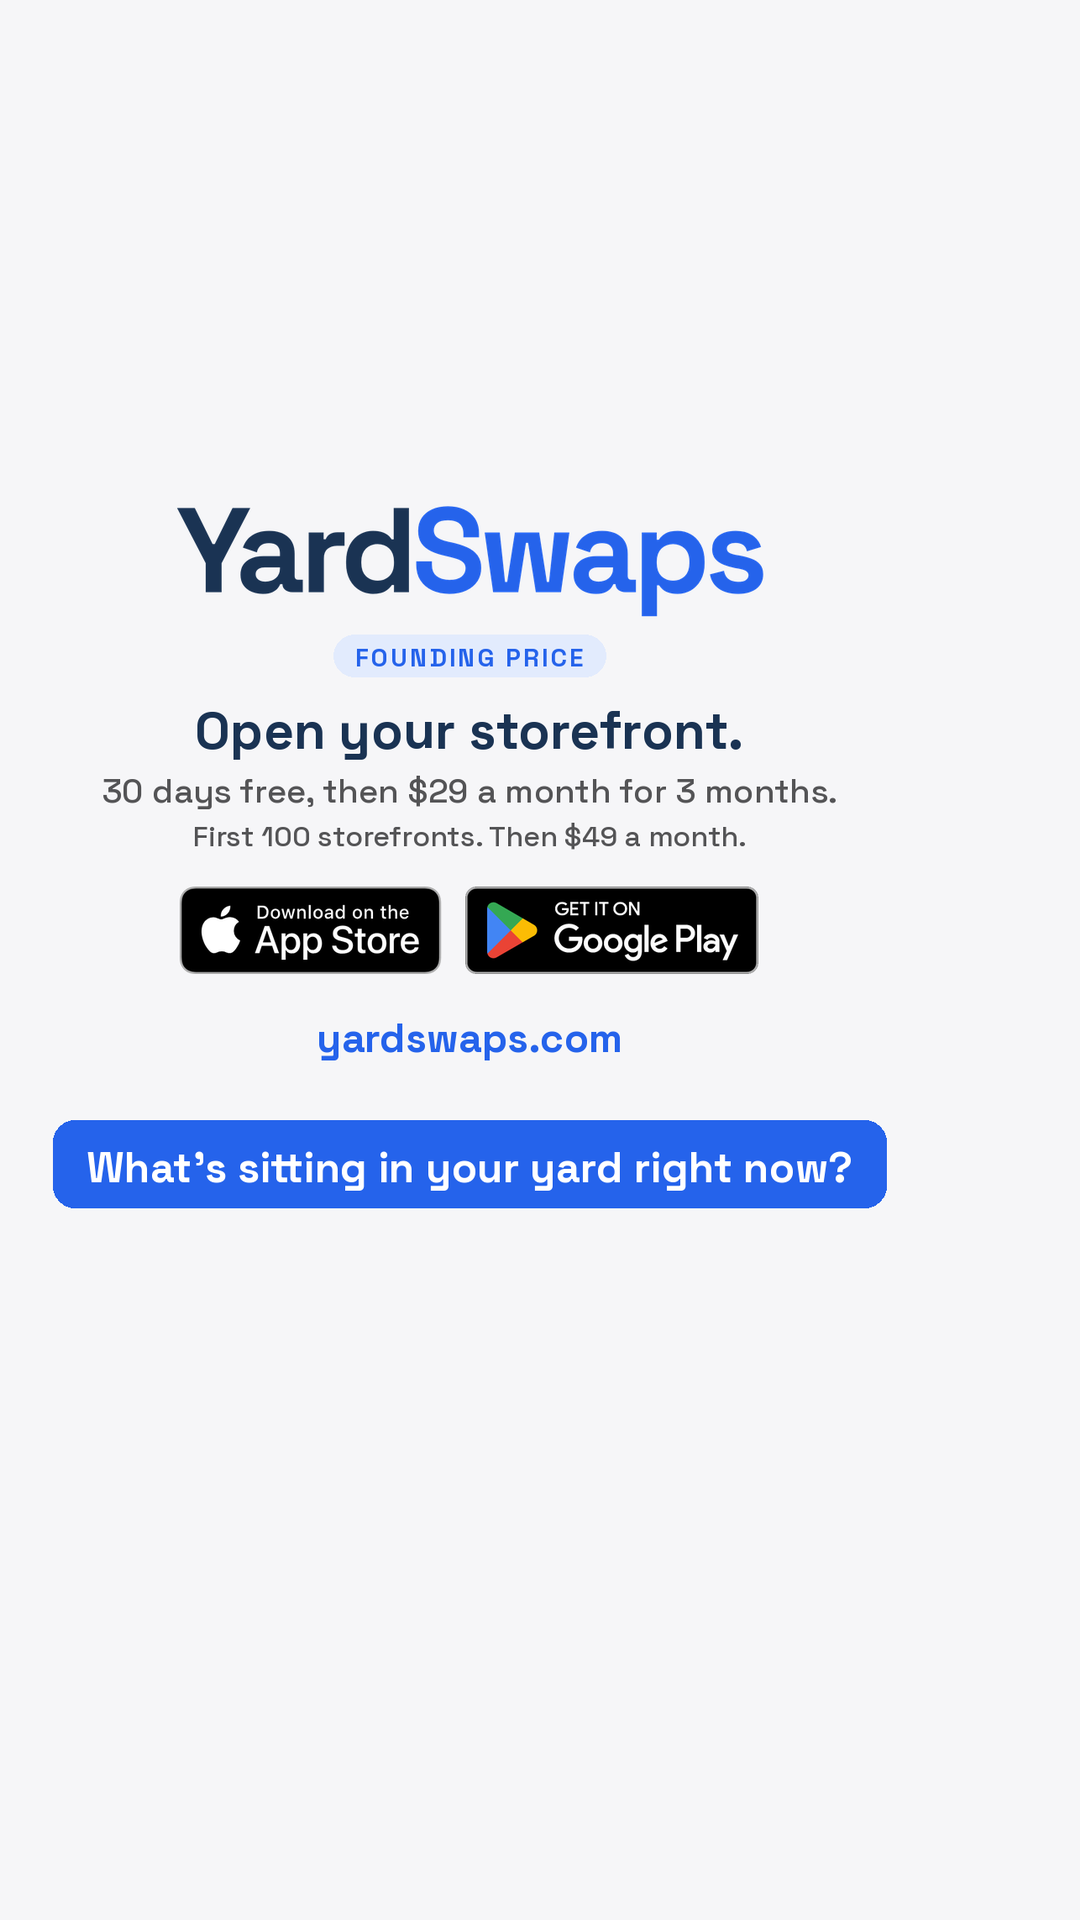 YardSwaps
FOUNDING PRICE
Open your storefront.
30 days free, then $29 a month for 3 months.
First 100 storefronts. Then $49 a month.
Download on the
App Store
GET IT ON
Google Play
yardswaps.com
What's sitting in your yard right now?